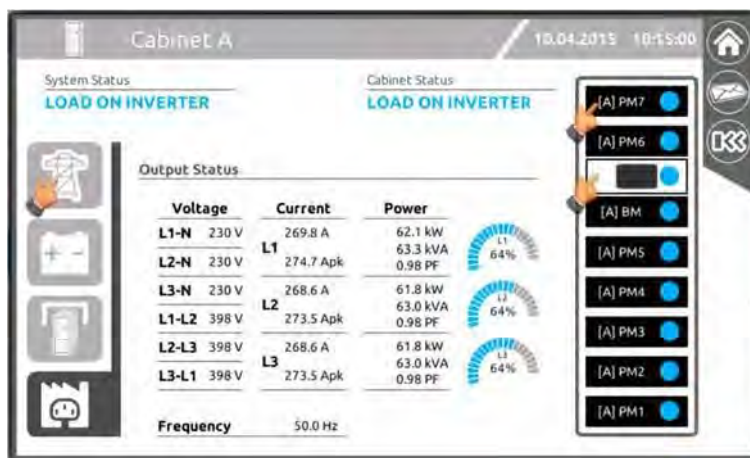 Cabinet A
10.04.2015 10:15:00
System Status
LOAD ON INVERTER
Cabinet Status
LOAD ON INVERTER
Output Status
Voltage Current Power
L1-N 230 V
L2-N 230 V
L3-N 230 V
L1-L2 398 V
L2-L3 398 V
L3-L1 398 V
L1
269.8 A
274.7 Apk
L2
268.6 A
273.5 Apk
L3
268.6 A
273.5 Apk
62.1 kW
63.3 kVA
0.98 PF
61.8 kW
63.0 kVA
0.98 PF
61.8 kW
63.0 kVA
0.98 PF
L1
64%
L2
64%
L3
64%
Frequency 50.0 Hz
[A] PM7
[A] PM6
[A] BM
[A] PM5
[A] PM4
[A] PM3
[A] PM2
[A] PM1